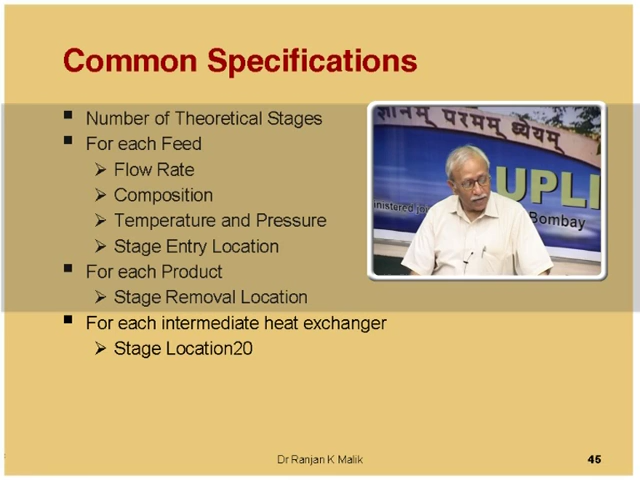 Common Specifications
Number of Theoretical Stages
For each Feed
Flow Rate
Composition
Temperature and Pressure
Stage Entry Location
For each Product
Stage Removal Location
For each intermediate heat exchanger
Stage Location20
ज्ञानम् परमम् ध्येयम्
UPLI
Bombay
Dr Ranjan K Malik
45